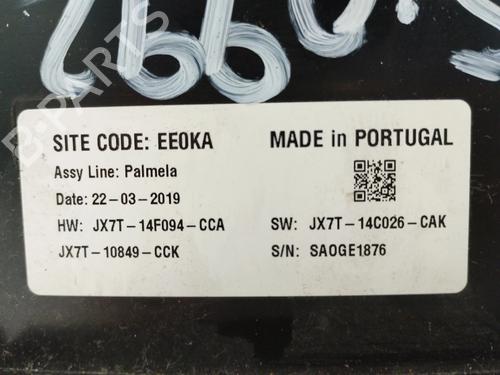 SITE CODE: EE0KA
MADE in PORTUGAL
Assy Line: Palmela
Date: 22-03-2019
HW: JX7T-14F094-CCA
SW: JX7T-14C026-CAK
JX7T-10849-CCK
S/N: SAOGE1876
B-PARTS